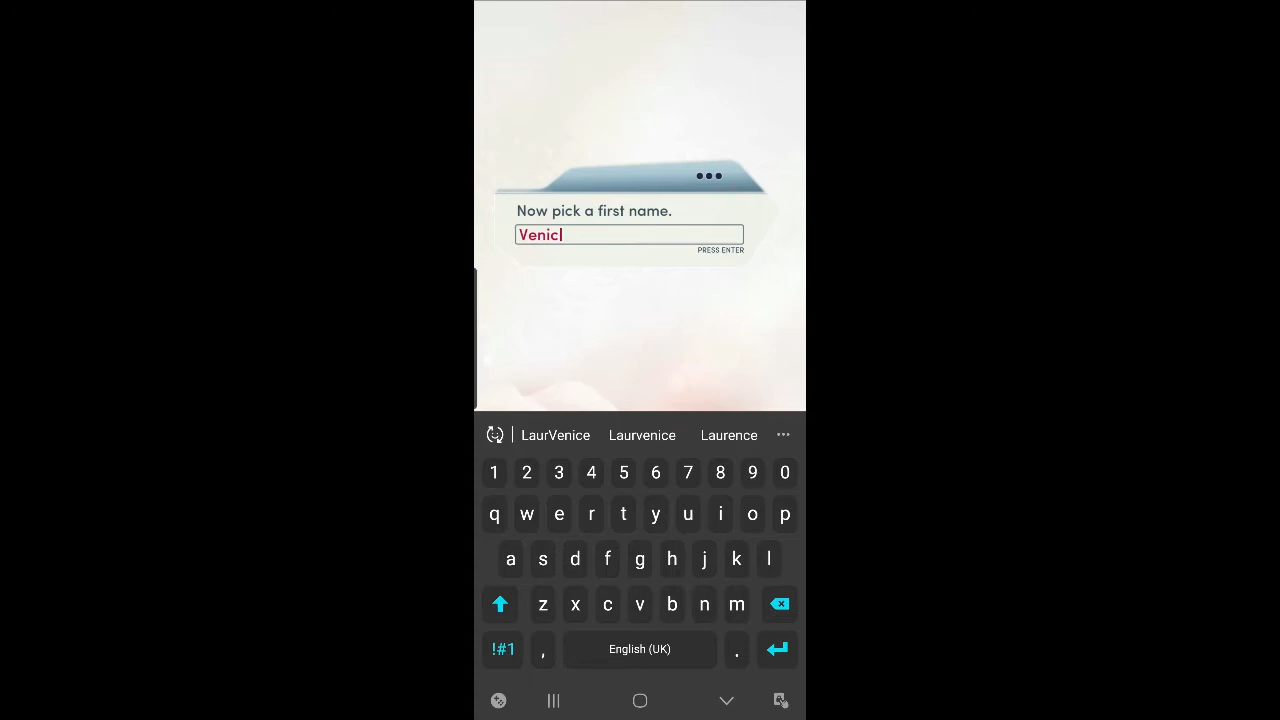 Now pick a first name.
Venic
PRESS ENTER
LaurVenice Laurvenice Laurence
1 2 3 4 5 6 7 8 9 0
q w e r t y u i o p
a s d f g h j k l
z x c v b n m
!#1 , English (UK) .